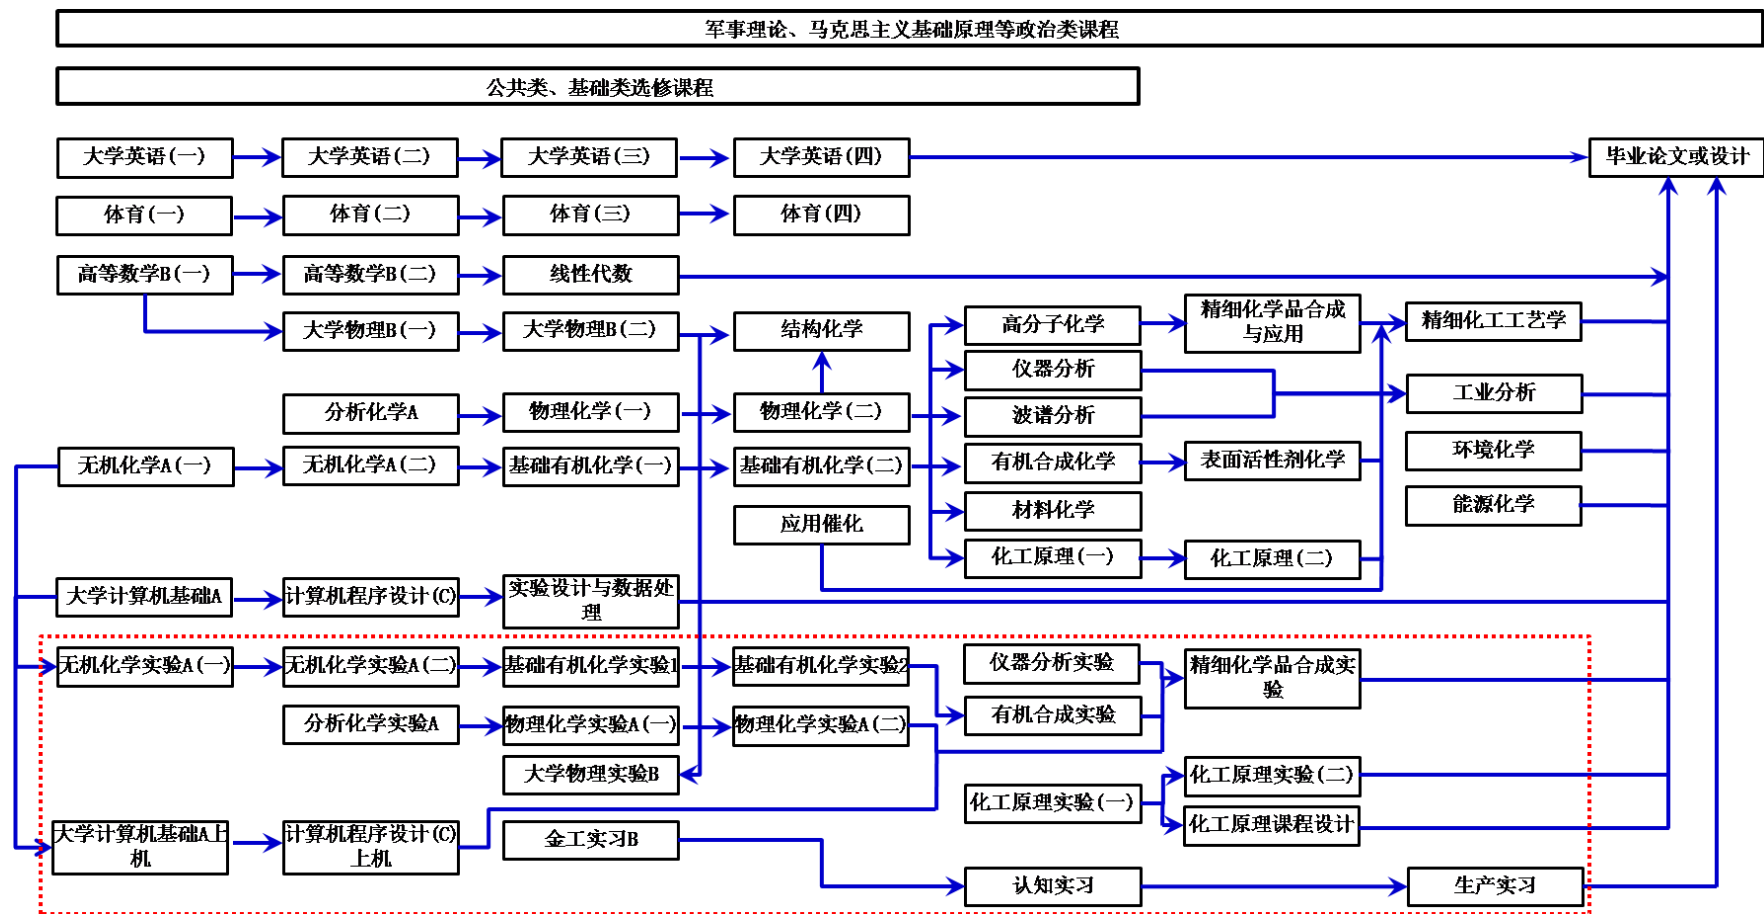 军事理论、马克思主义基础原理等政治类课程
公共类、基础类选修课程
大学英语(一)
大学英语(二)
大学英语(三)
大学英语(四)
毕业论文或设计
体育(一)
体育(二)
体育(三)
体育(四)
高等数学B(一)
高等数学B(二)
线性代数
大学物理B(一)
大学物理B(二)
结构化学
高分子化学
精细化学品合成
与应用
精细化工工艺学
仪器分析
分析化学A
物理化学(一)
物理化学(二)
波谱分析
工业分析
无机化学A(一)
无机化学A(二)
基础有机化学(一)
基础有机化学(二)
有机合成化学
表面活性剂化学
环境化学
应用催化
材料化学
能源化学
化工原理(一)
化工原理(二)
大学计算机基础A
计算机程序设计(C)
实验设计与数据处
理
无机化学实验A(一)
无机化学实验A(二)
基础有机化学实验1
基础有机化学实验2
仪器分析实验
精细化学品合成实
验
分析化学实验A
物理化学实验A(一)
物理化学实验A(二)
有机合成实验
大学物理实验B
化工原理实验(一)
化工原理实验(二)
化工原理课程设计
大学计算机基础A上
机
计算机程序设计(C)
上机
金工实习B
认知实习
生产实习